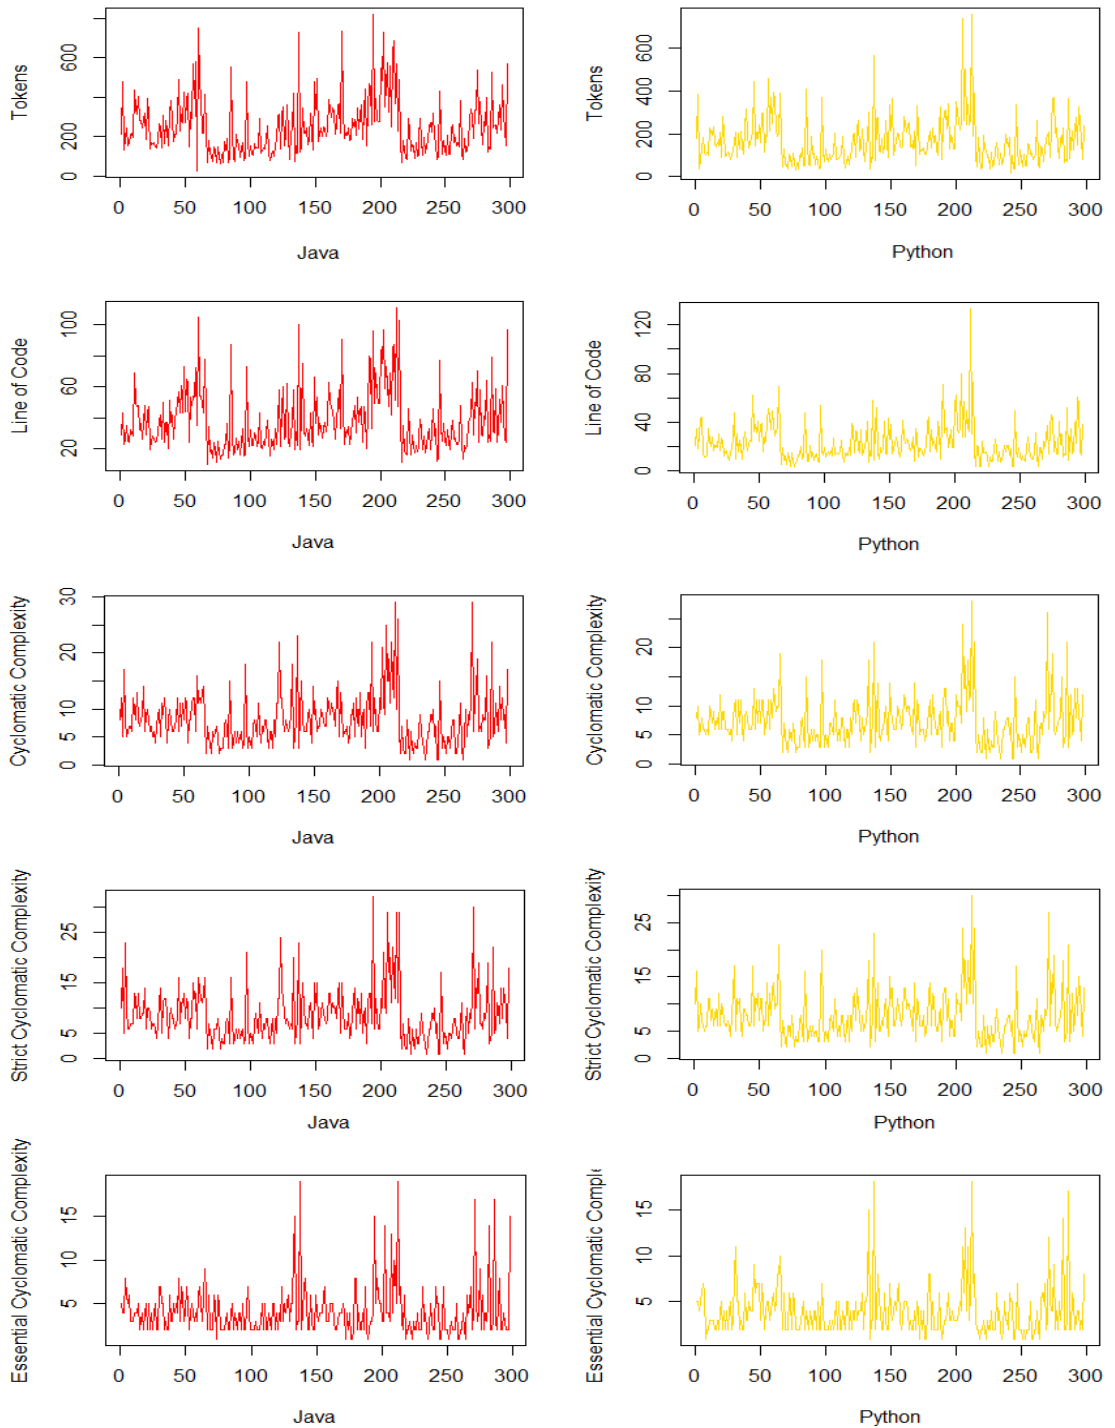 Tokens
0 200 600
0 50 100 150 200 250 300
Java
Tokens
0 200 400 600
0 50 100 150 200 250 300
Python
Line of Code
20 60 100
0 50 100 150 200 250 300
Java
Line of Code
0 40 80 120
0 50 100 150 200 250 300
Python
Cyclomatic Complexity
0 5 10 20 30
0 50 100 150 200 250 300
Java
Cyclomatic Complexity
0 5 10 20
0 50 100 150 200 250 300
Python
Strict Cyclomatic Complexity
0 5 15 25
0 50 100 150 200 250 300
Java
Strict Cyclomatic Complexity
0 5 15 25
0 50 100 150 200 250 300
Python
Essential Cyclomatic Complexity
5 10 15
0 50 100 150 200 250 300
Java
Essential Cyclomatic Comple
5 10 15
0 50 100 150 200 250 300
Python